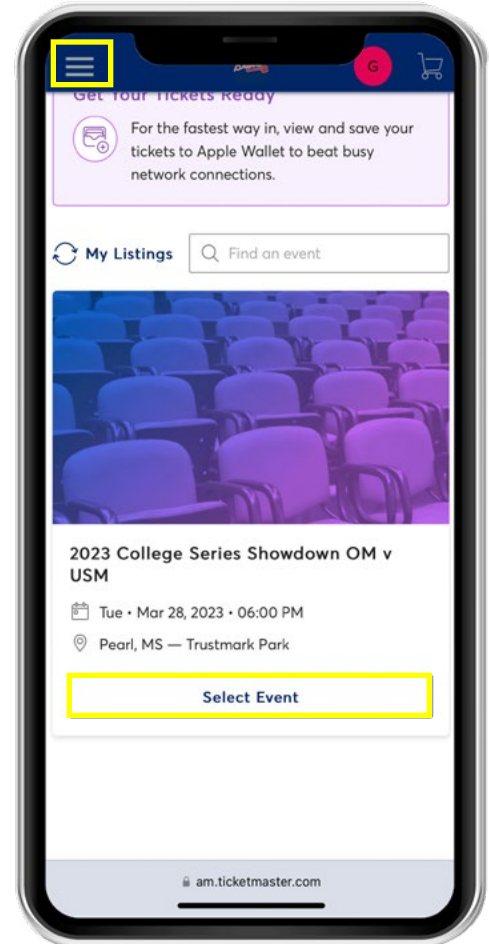 G
Get Your Tickets Ready
For the fastest way in, view and save your
tickets to Apple Wallet to beat busy
network connections.
My Listings
Find an event
2023 College Series Showdown OM v
USM
Tue • Mar 28, 2023 • 06:00 PM
Pearl, MS — Trustmark Park
Select Event
am.ticketmaster.com